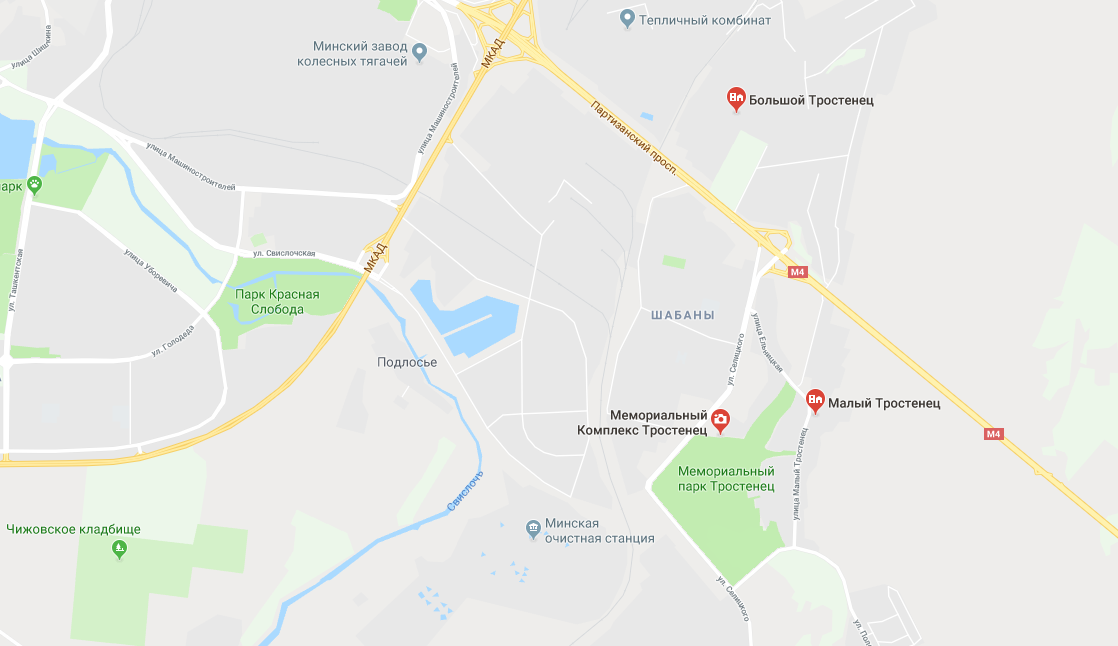 Тепличный комбинат
Минский завод
колесных тягачей
МКАД
улица Шишкина
улица Машиностроителей
Большой Тростенец
Партизанский просп.
улица Машиностроителей
парк
ул. Ташкентская
улица Уборевича
ул. Свислочская
МКАД
M4
Парк Красная
Слобода
ул. Голодеда
ШАБАНЫ
Подлосье
ул. Селицкого
улица Ельницкая
Малый Тростенец
Мемориальный
Комплекс Тростенец
M4
Мемориальный
парк Тростенец
улица Малый Тростенец
Свислочь
Чижовское кладбище
Минская
очистная станция
ул. Селицкого